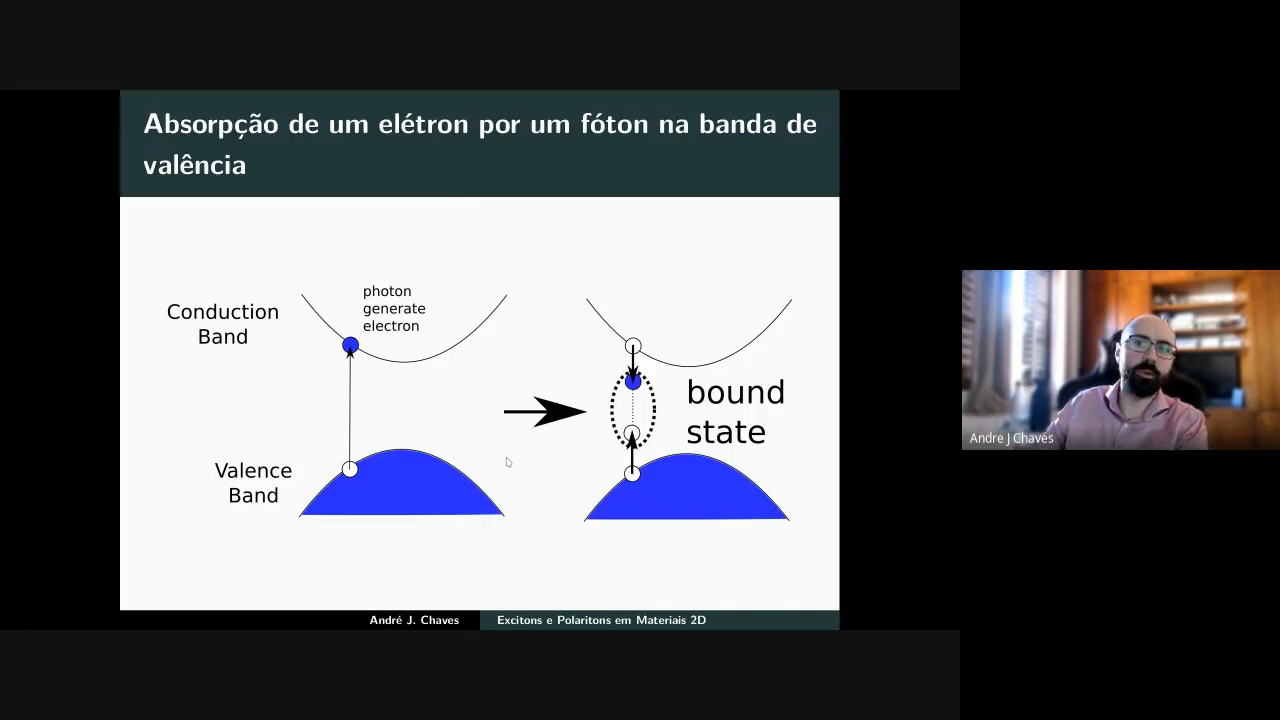 Absorpção de um elétron por um fóton na banda de
valência
Conduction
Band
photon
generate
electron
Valence
Band
bound
state
Andre J Chaves
André J. Chaves
Excitons e Polaritons em Materiais 2D